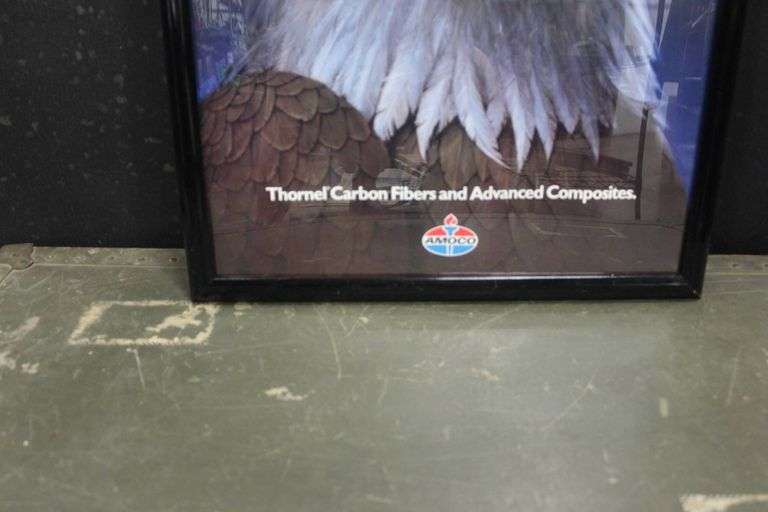 Thornel® Carbon Fibers and Advanced Composites.
AMOCO